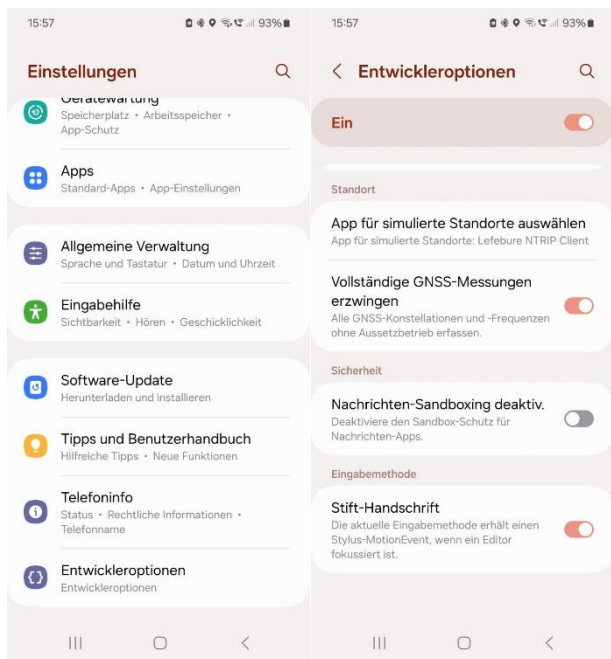 15:57
93%
Einstellungen
Gerätewartung
Speicherplatz • Arbeitsspeicher •
App-Schutz
Apps
Standard-Apps • App-Einstellungen
Allgemeine Verwaltung
Sprache und Tastatur • Datum und Uhrzeit
Eingabehilfe
Sichtbarkeit • Hören • Geschicklichkeit
Software-Update
Herunterladen und installieren
Tipps und Benutzerhandbuch
Hilfreiche Tipps • Neue Funktionen
Telefoninfo
Status • Rechtliche Informationen •
Telefonname
Entwickleroptionen
Entwickleroptionen
15:57
93%
Entwickleroptionen
Ein
Standort
App für simulierte Standorte auswählen
App für simulierte Standorte: Lefebure NTRIP Client
Vollständige GNSS-Messungen
erzwingen
Alle GNSS-Konstellationen und -Frequenzen
ohne Aussetzbetrieb erfassen.
Sicherheit
Nachrichten-Sandboxing deaktiv.
Deaktiviere den Sandbox-Schutz für
Nachrichten-Apps.
Eingabemethode
Stift-Handschrift
Die aktuelle Eingabemethode erhält einen
Stylus-MotionEvent, wenn ein Editor
fokussiert ist.